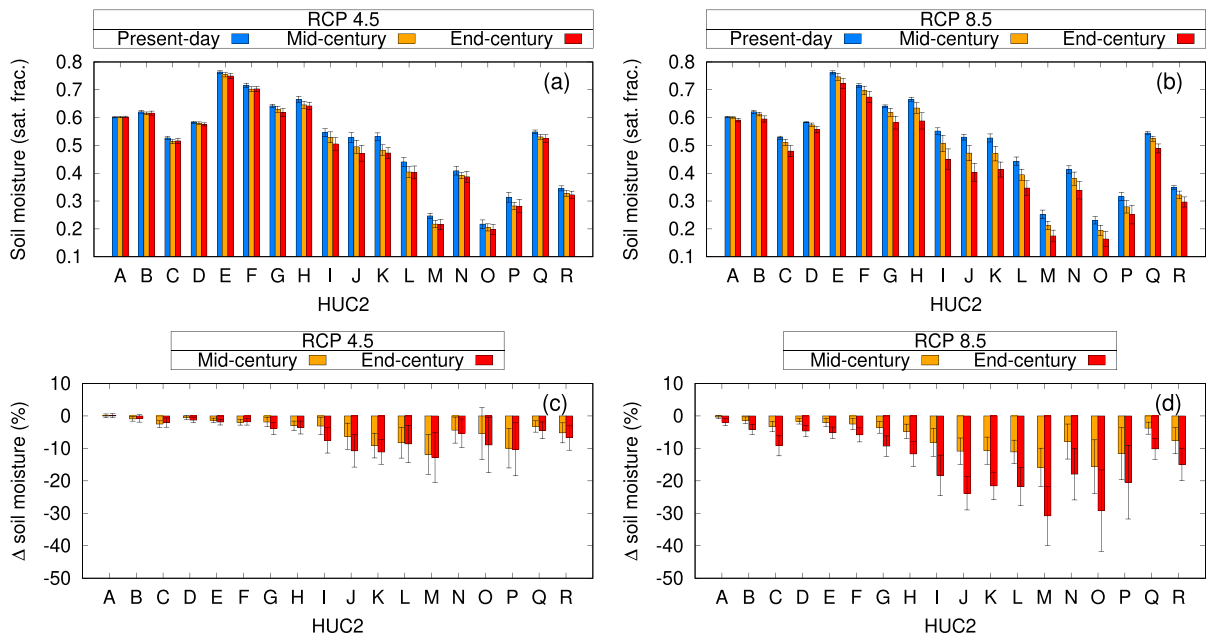 RCP 4.5
Present-day Mid-century End-century
Soil moisture (sat. frac.)
0.8
0.7
0.6
0.5
0.4
0.3
0.2
0.1
(a)
A B C D E F G H I J K L M N O P Q R
HUC2
RCP 8.5
Present-day Mid-century End-century
Soil moisture (sat. frac.)
0.8
0.7
0.6
0.5
0.4
0.3
0.2
0.1
(b)
A B C D E F G H I J K L M N O P Q R
HUC2
RCP 4.5
Mid-century End-century
Δ soil moisture (%)
10
0
-10
-20
-30
-40
-50
(c)
A B C D E F G H I J K L M N O P Q R
HUC2
RCP 8.5
Mid-century End-century
Δ soil moisture (%)
10
0
-10
-20
-30
-40
-50
(d)
A B C D E F G H I J K L M N O P Q R
HUC2